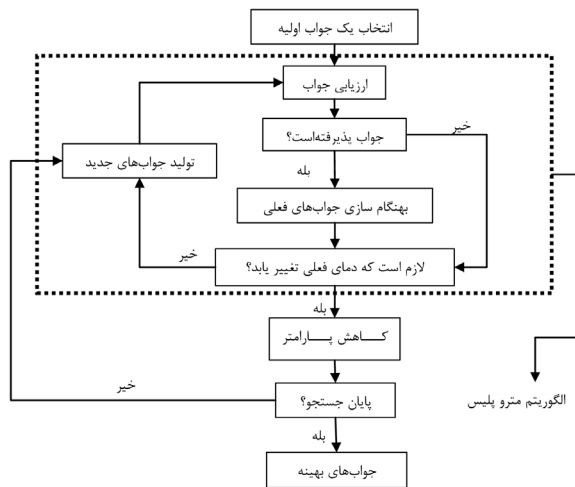 انتخاب یک جواب اولیه
ارزیابی جواب
جواب پذیرفته‌است؟
خیر
تولید جواب‌های جدید
بله
بهنگام سازی جواب‌های فعلی
خیر
لازم است که دمای فعلی تغییر یابد؟
بله
کـــاهش پـــارامتر
خیر
پایان جستجو؟
الگوریتم مترو پلیس
بله
جواب‌های بهینه